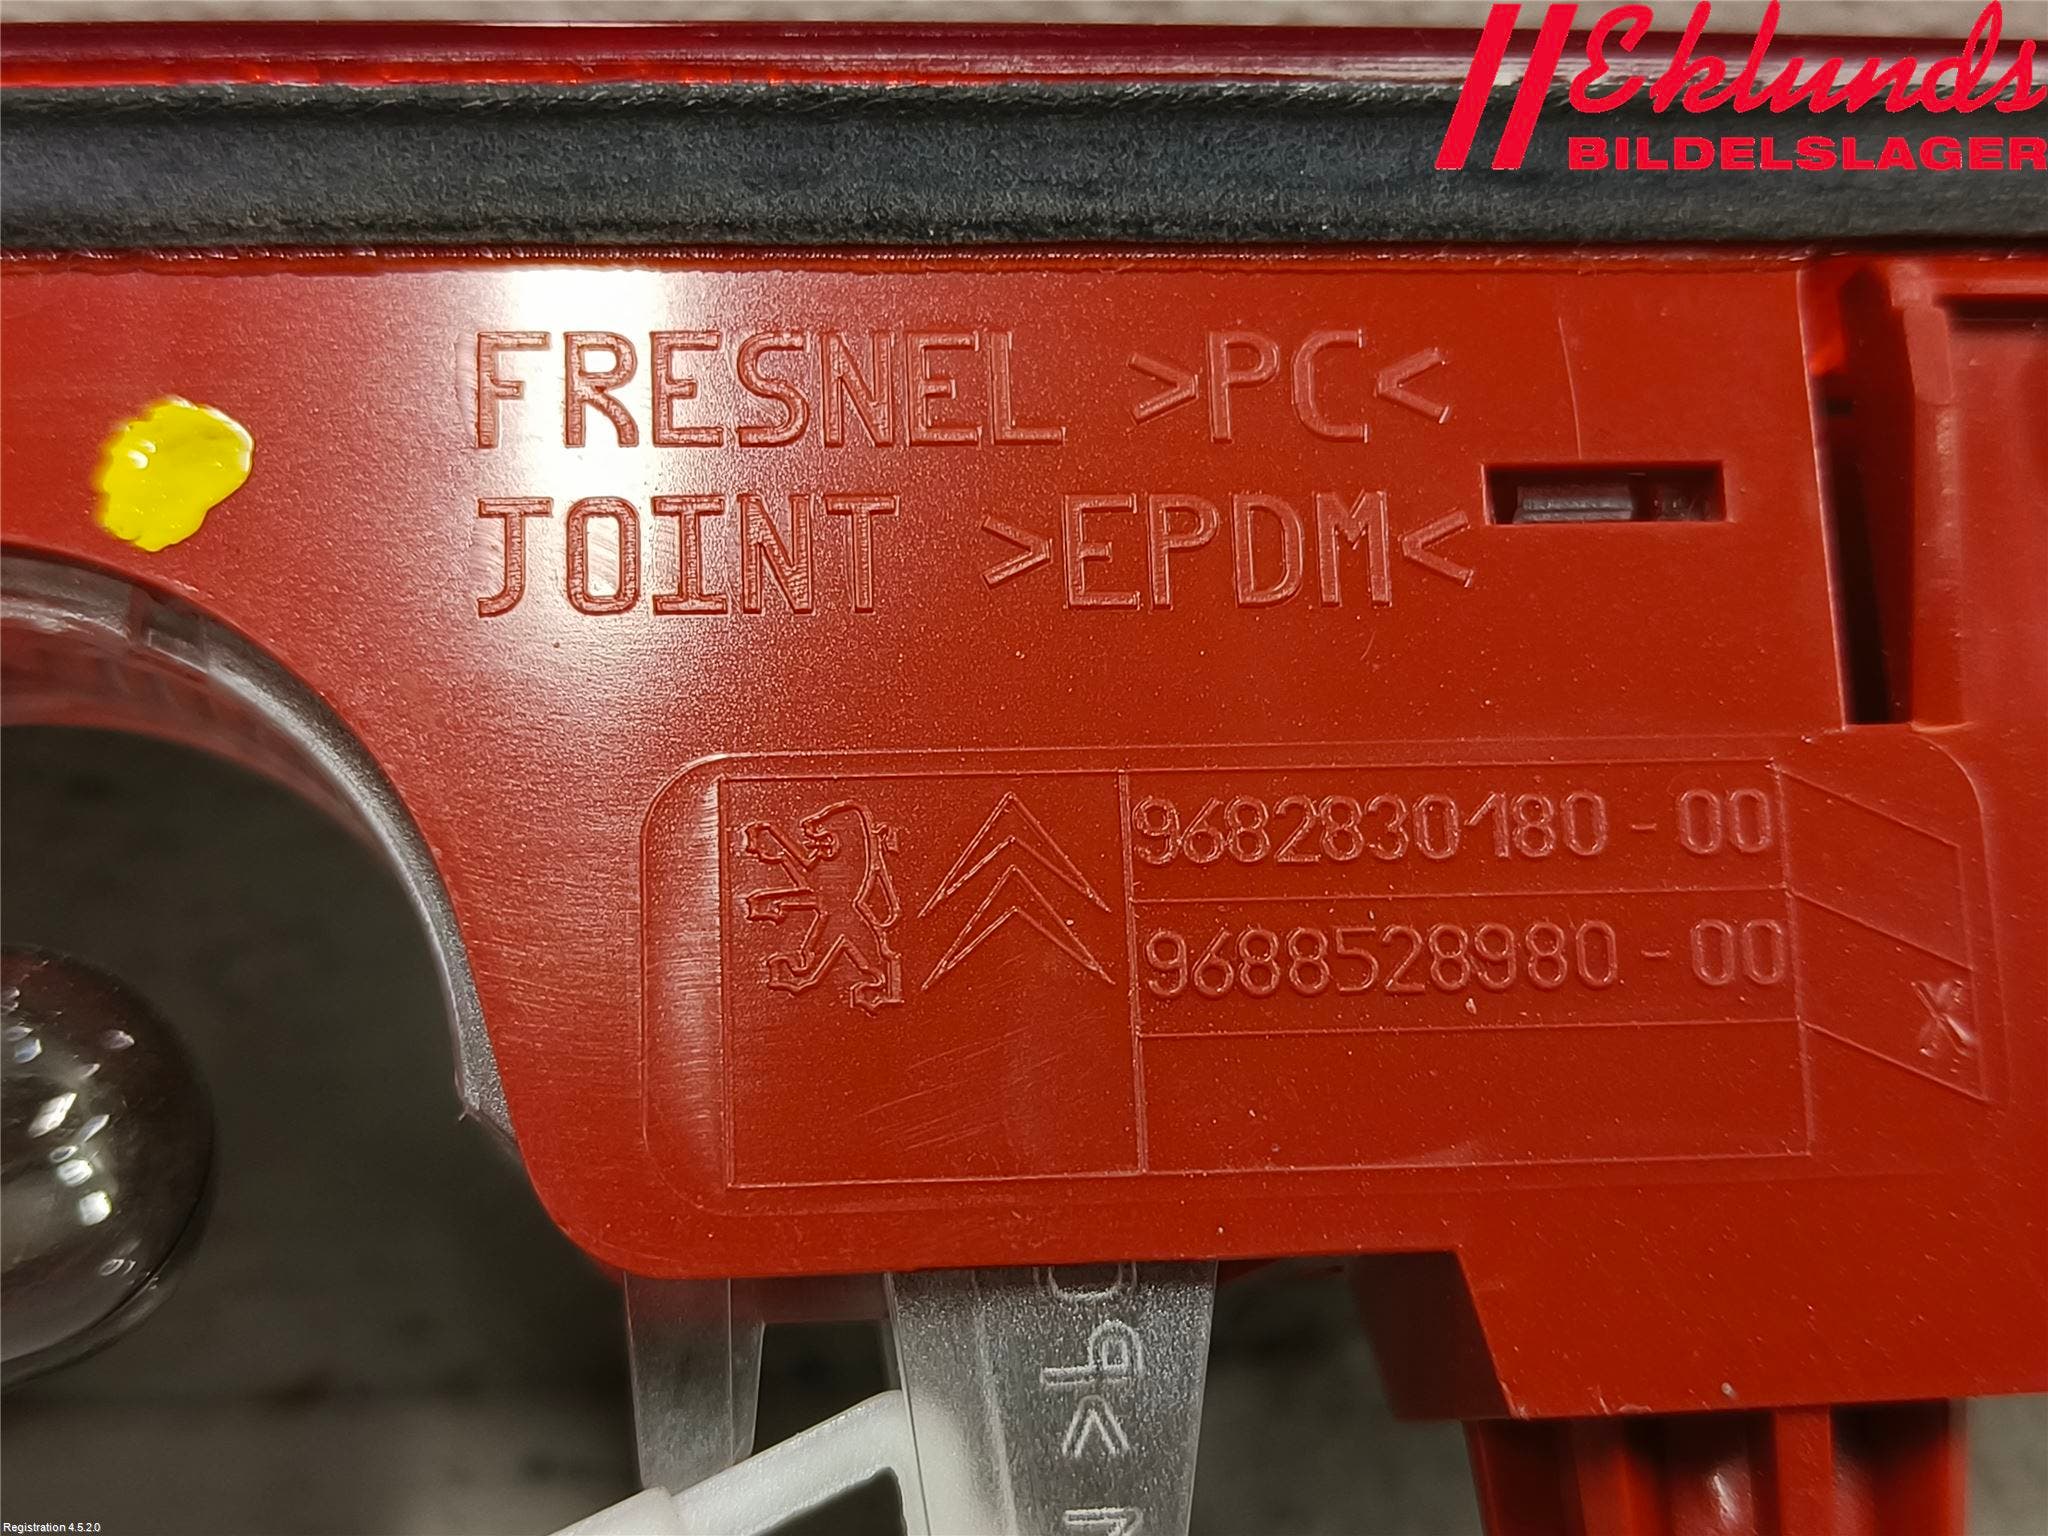 Eklunds
BILDELSLAGER
FRESNEL >PC<
JOINT >EPDM<
9682830180-00
9688528980-00
X
Registration 4.5.2.0